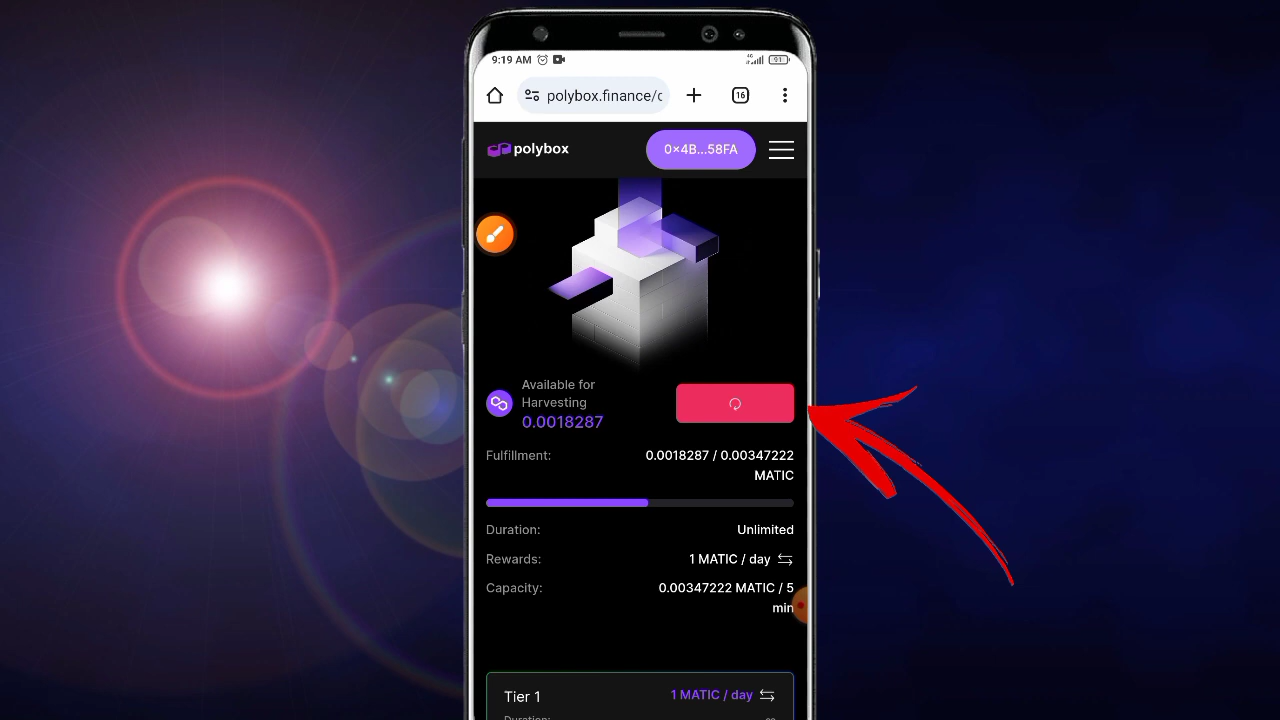 9:19 AM
4G
91
polybox.finance/c
16
polybox
0×4B...58FA
Available for
Harvesting
0.0018287
Fulfillment:
0.0018287 / 0.00347222
MATIC
Duration:
Unlimited
Rewards:
1 MATIC / day
Capacity:
0.00347222 MATIC / 5
min
Tier 1
1 MATIC / day
Duration: